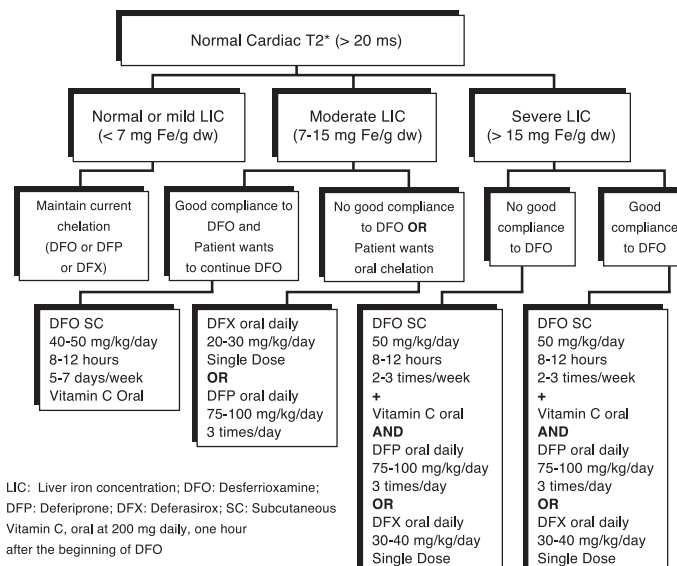 Normal Cardiac T2* (> 20 ms)
Normal or mild LIC
(< 7 mg Fe/g dw)
Moderate LIC
(7-15 mg Fe/g dw)
Severe LIC
(> 15 mg Fe/g dw)
Maintain current
chelation
(DFO or DFP
or DFX)
Good compliance to
DFO and
Patient wants
to continue DFO
No good compliance
to DFO OR
Patient wants
oral chelation
No good
compliance
to DFO
Good
compliance
to DFO
DFO SC
40-50 mg/kg/day
8-12 hours
5-7 days/week
Vitamin C Oral
DFX oral daily
20-30 mg/kg/day
Single Dose
OR
DFP oral daily
75-100 mg/kg/day
3 times/day
DFO SC
50 mg/kg/day
8-12 hours
2-3 times/week
+
Vitamin C oral
AND
DFP oral daily
75-100 mg/kg/day
3 times/day
OR
DFX oral daily
30-40 mg/kg/day
Single Dose
DFO SC
50 mg/kg/day
8-12 hours
2-3 times/week
+
Vitamin C oral
AND
DFP oral daily
75-100 mg/kg/day
3 times/day
OR
DFX oral daily
30-40 mg/kg/day
Single Dose
LIC: Liver iron concentration; DFO: Desferrioxamine;
DFP: Deferiprone; DFX: Deferasirox; SC: Subcutaneous
Vitamin C, oral at 200 mg daily, one hour
after the beginning of DFO